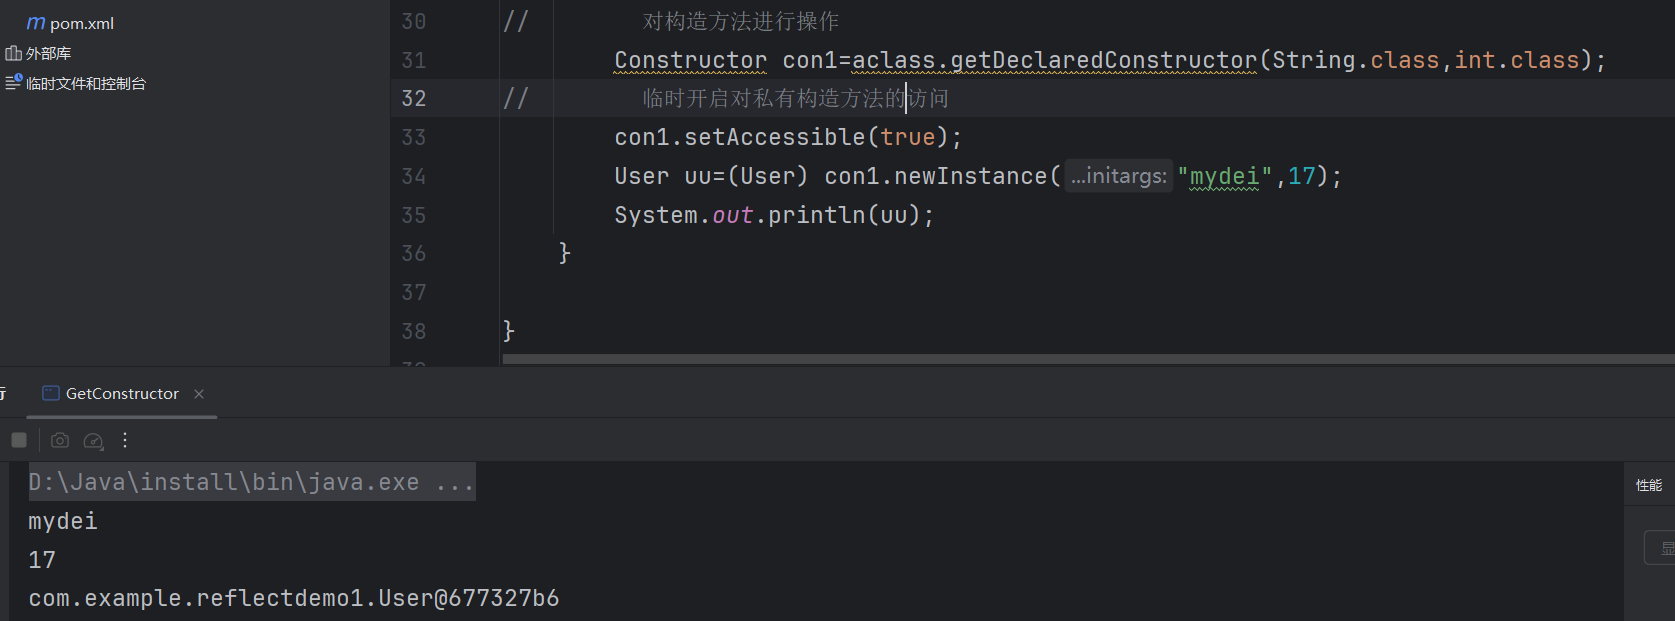 pom.xml
外部库
临时文件和控制台
30 // 对构造方法进行操作
31 Constructor con1=aclass.getDeclaredConstructor(String.class,int.class);
32 // 临时开启对私有构造方法的访问
33 con1.setAccessible(true);
34 User uu=(User) con1.newInstance( ...initargs: "mydei",17);
35 System.out.println(uu);
36 }
37
38 }
GetConstructor
D:\Java\install\bin\java.exe ...
性能
mydei
17
com.example.reflectdemo1.User@677327b6